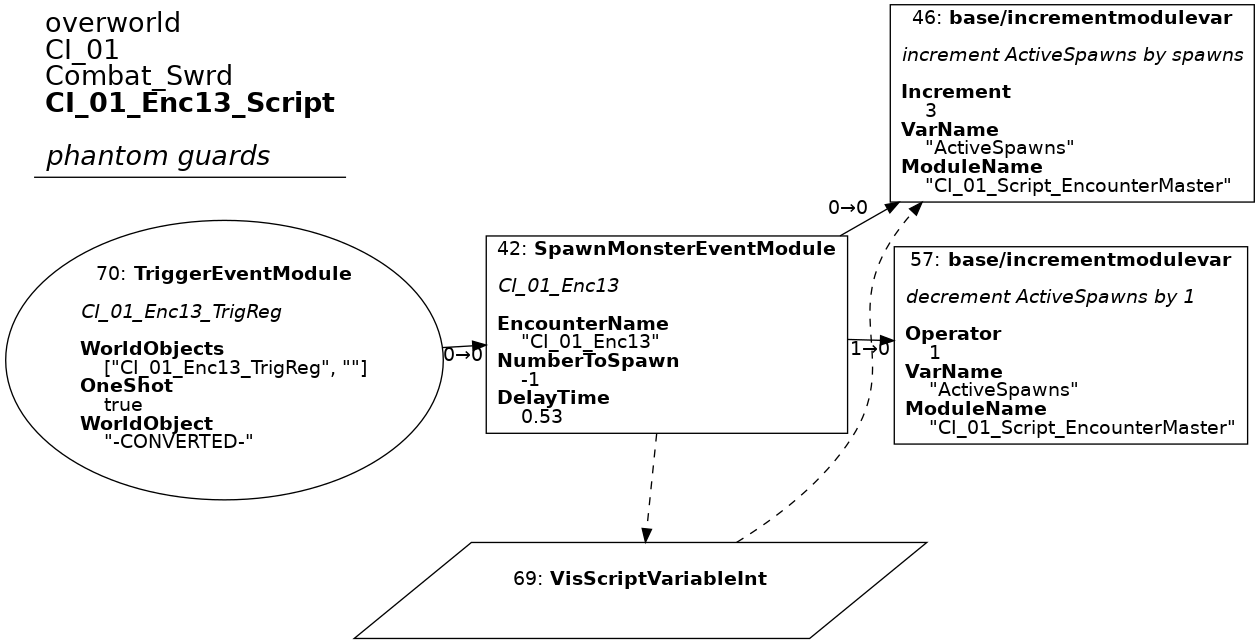 overworld
CI_01
Combat_Swrd
CI_01_Enc13_Script
phantom guards
70: TriggerEventModule
CI_01_Enc13_TrigReg
WorldObjects
["CI_01_Enc13_TrigReg", ""]
OneShot
true
WorldObject
"-CONVERTED-"
0→0
42: SpawnMonsterEventModule
CI_01_Enc13
EncounterName
"CI_01_Enc13"
NumberToSpawn
-1
DelayTime
0.53
0→0
1→0
46: base/incrementmodulevar
increment ActiveSpawns by spawns
Increment
3
VarName
"ActiveSpawns"
ModuleName
"CI_01_Script_EncounterMaster"
57: base/incrementmodulevar
decrement ActiveSpawns by 1
Operator
1
VarName
"ActiveSpawns"
ModuleName
"CI_01_Script_EncounterMaster"
69: VisScriptVariableInt